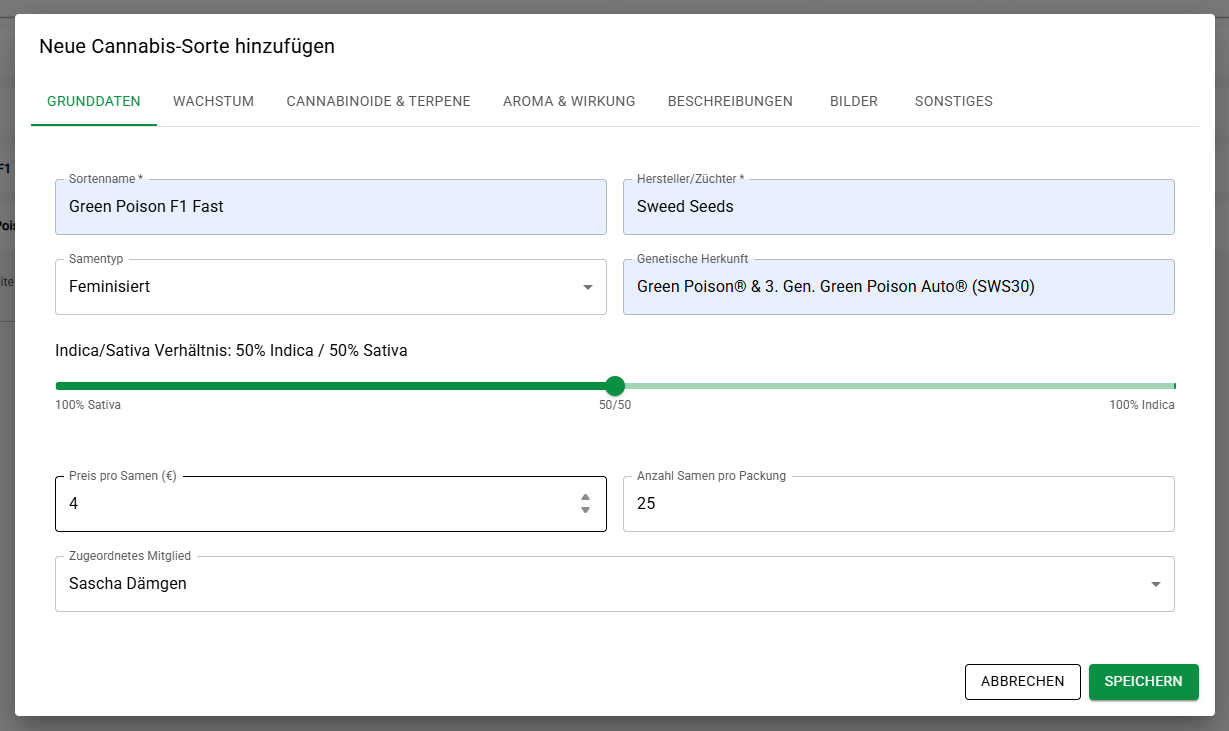 Neue Cannabis-Sorte hinzufügen
GRUNDDATEN WACHSTUM CANNABINOIDE & TERPENE AROMA & WIRKUNG BESCHREIBUNGEN BILDER SONSTIGES
F1
Sortenname * Hersteller/Züchter *
Green Poison F1 Fast Sweed Seeds
Samentyp Genetische Herkunft
Feminisiert Green Poison® & 3. Gen. Green Poison Auto® (SWS30)
Indica/Sativa Verhältnis: 50% Indica / 50% Sativa
100% Sativa 50/50 100% Indica
Preis pro Samen (€) Anzahl Samen pro Packung
4 25
Zugeordnetes Mitglied
Sascha Dämgen
ABBRECHEN SPEICHERN